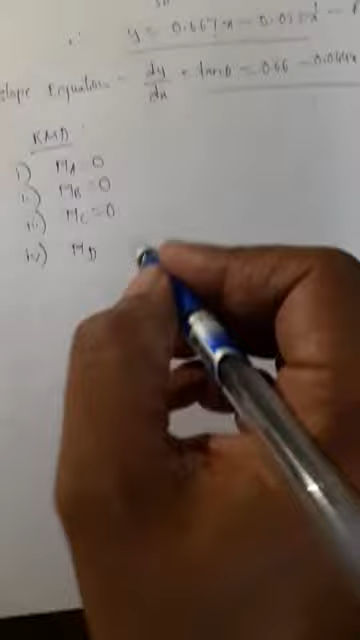 y = 0.667x - 0.033x²
slope Equation - dy/dx = tanθ = 0.66 - 0.066x
BMD
i) MA 0
ii) MB = 0
iii) MC = 0
iv) MD